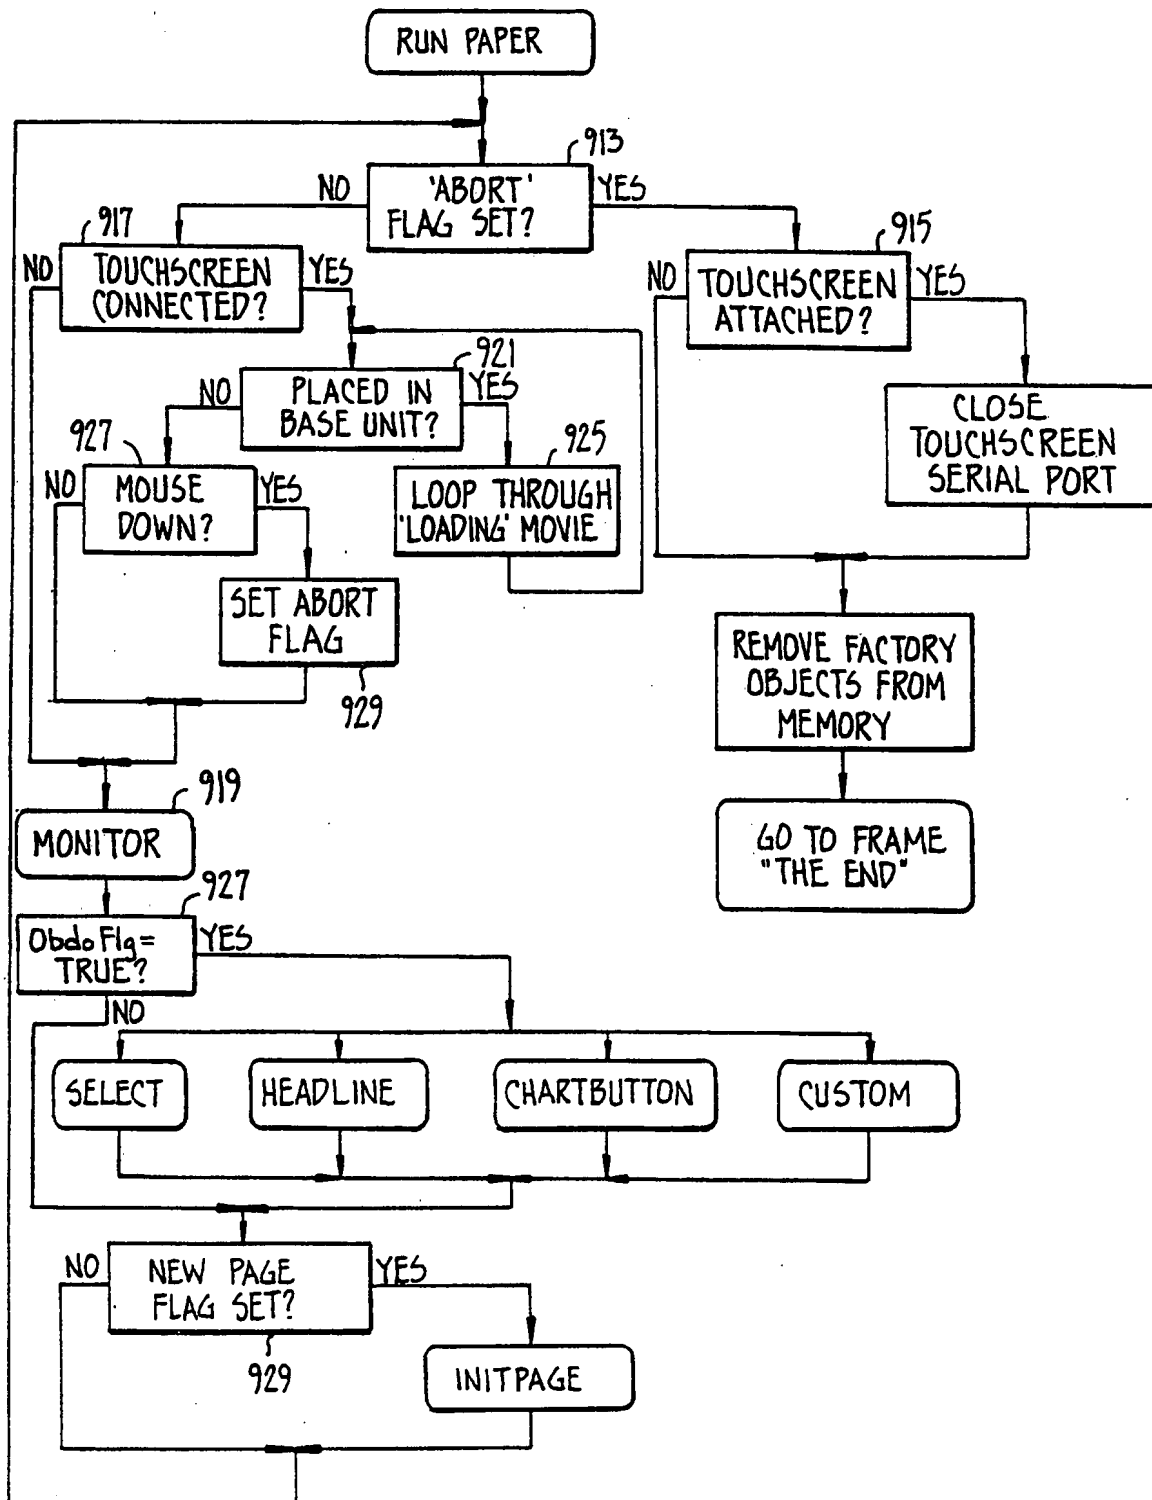 RUN PAPER
913
'ABORT'
FLAG SET?
NO
YES
917
TOUCHSCREEN
CONNECTED?
NO
YES
915
TOUCHSCREEN
ATTACHED?
NO
YES
921
PLACED IN
BASE UNIT?
NO
YES
CLOSE
TOUCHSCREEN
SERIAL PORT
927
MOUSE
DOWN?
NO
YES
925
LOOP THROUGH
'LOADING' MOVIE
SET ABORT
FLAG
929
REMOVE FACTORY
OBJECTS FROM
MEMORY
919
MONITOR
GO TO FRAME
"THE END"
927
ObdoFlg=
TRUE?
YES
NO
SELECT
HEADLINE
CHARTBUTTON
CUSTOM
NEW PAGE
FLAG SET?
NO
YES
929
INITPAGE